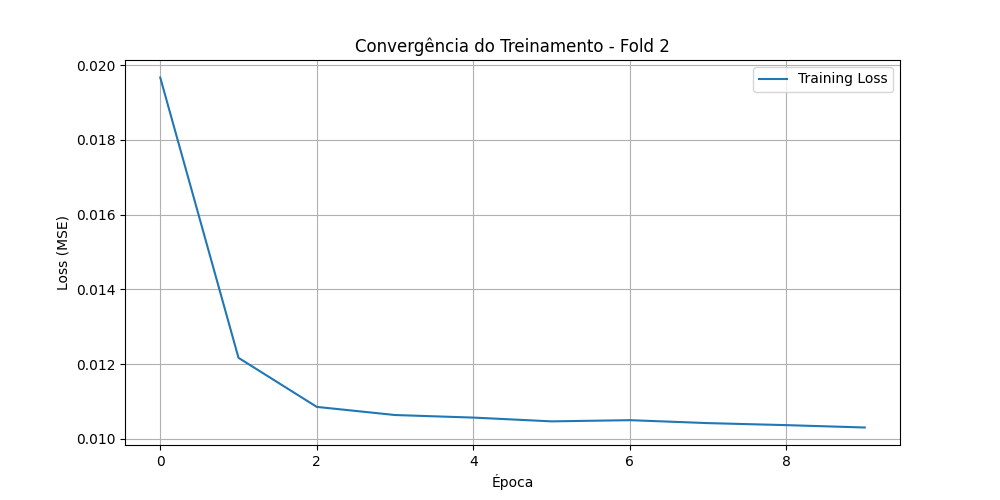 Convergência do Treinamento - Fold 2
Training Loss
0.020
0.018
0.016
0.014
0.012
0.010
Loss (MSE)
0 2 4 6 8
Época